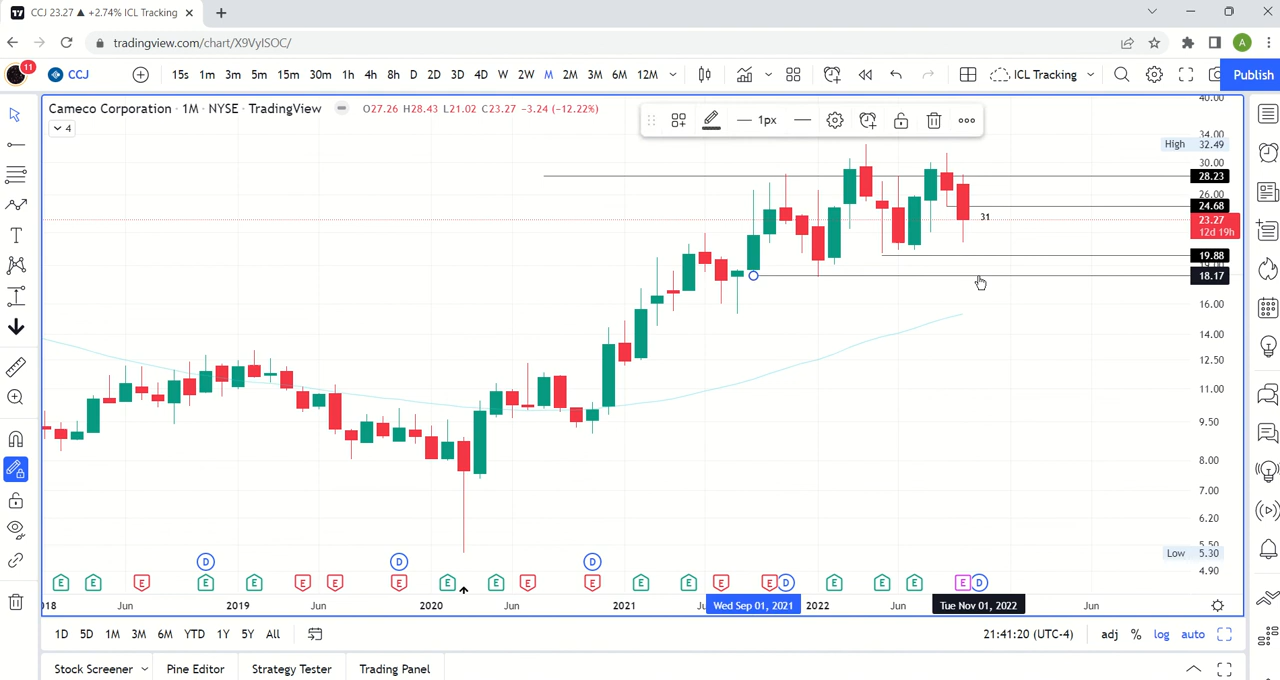 CCJ 23.27 ▲ +2.74% ICL Tracking
tradingview.com/chart/X9VyISOC/
A
11
CCJ
15s 1m 3m 5m 15m 30m 1h 4h 8h D 2D 3D 4D W 2W M 2M 3M 6M 12M
ICL Tracking
Publish
Cameco Corporation · 1M · NYSE · TradingView
O27.26 H28.43 L21.02 C23.27 −3.24 (−12.22%)
4
1px
40.00
34.00
High 32.49
30.00
28.23
26.00
24.68
31
23.27
12d 19h
19.88
18.17
16.00
14.00
12.50
11.00
9.50
8.00
7.00
6.20
5.50
Low 5.30
4.90
D D D
E E E E E E E E E E E E E E E D E E E E D
018 Jun 2019 Jun 2020 Jun 2021 Wed Sep 01, 2021 2022 Jun Tue Nov 01, 2022 Jun
1D 5D 1M 3M 6M YTD 1Y 5Y All
21:41:20 (UTC-4) adj % log auto
Stock Screener Pine Editor Strategy Tester Trading Panel